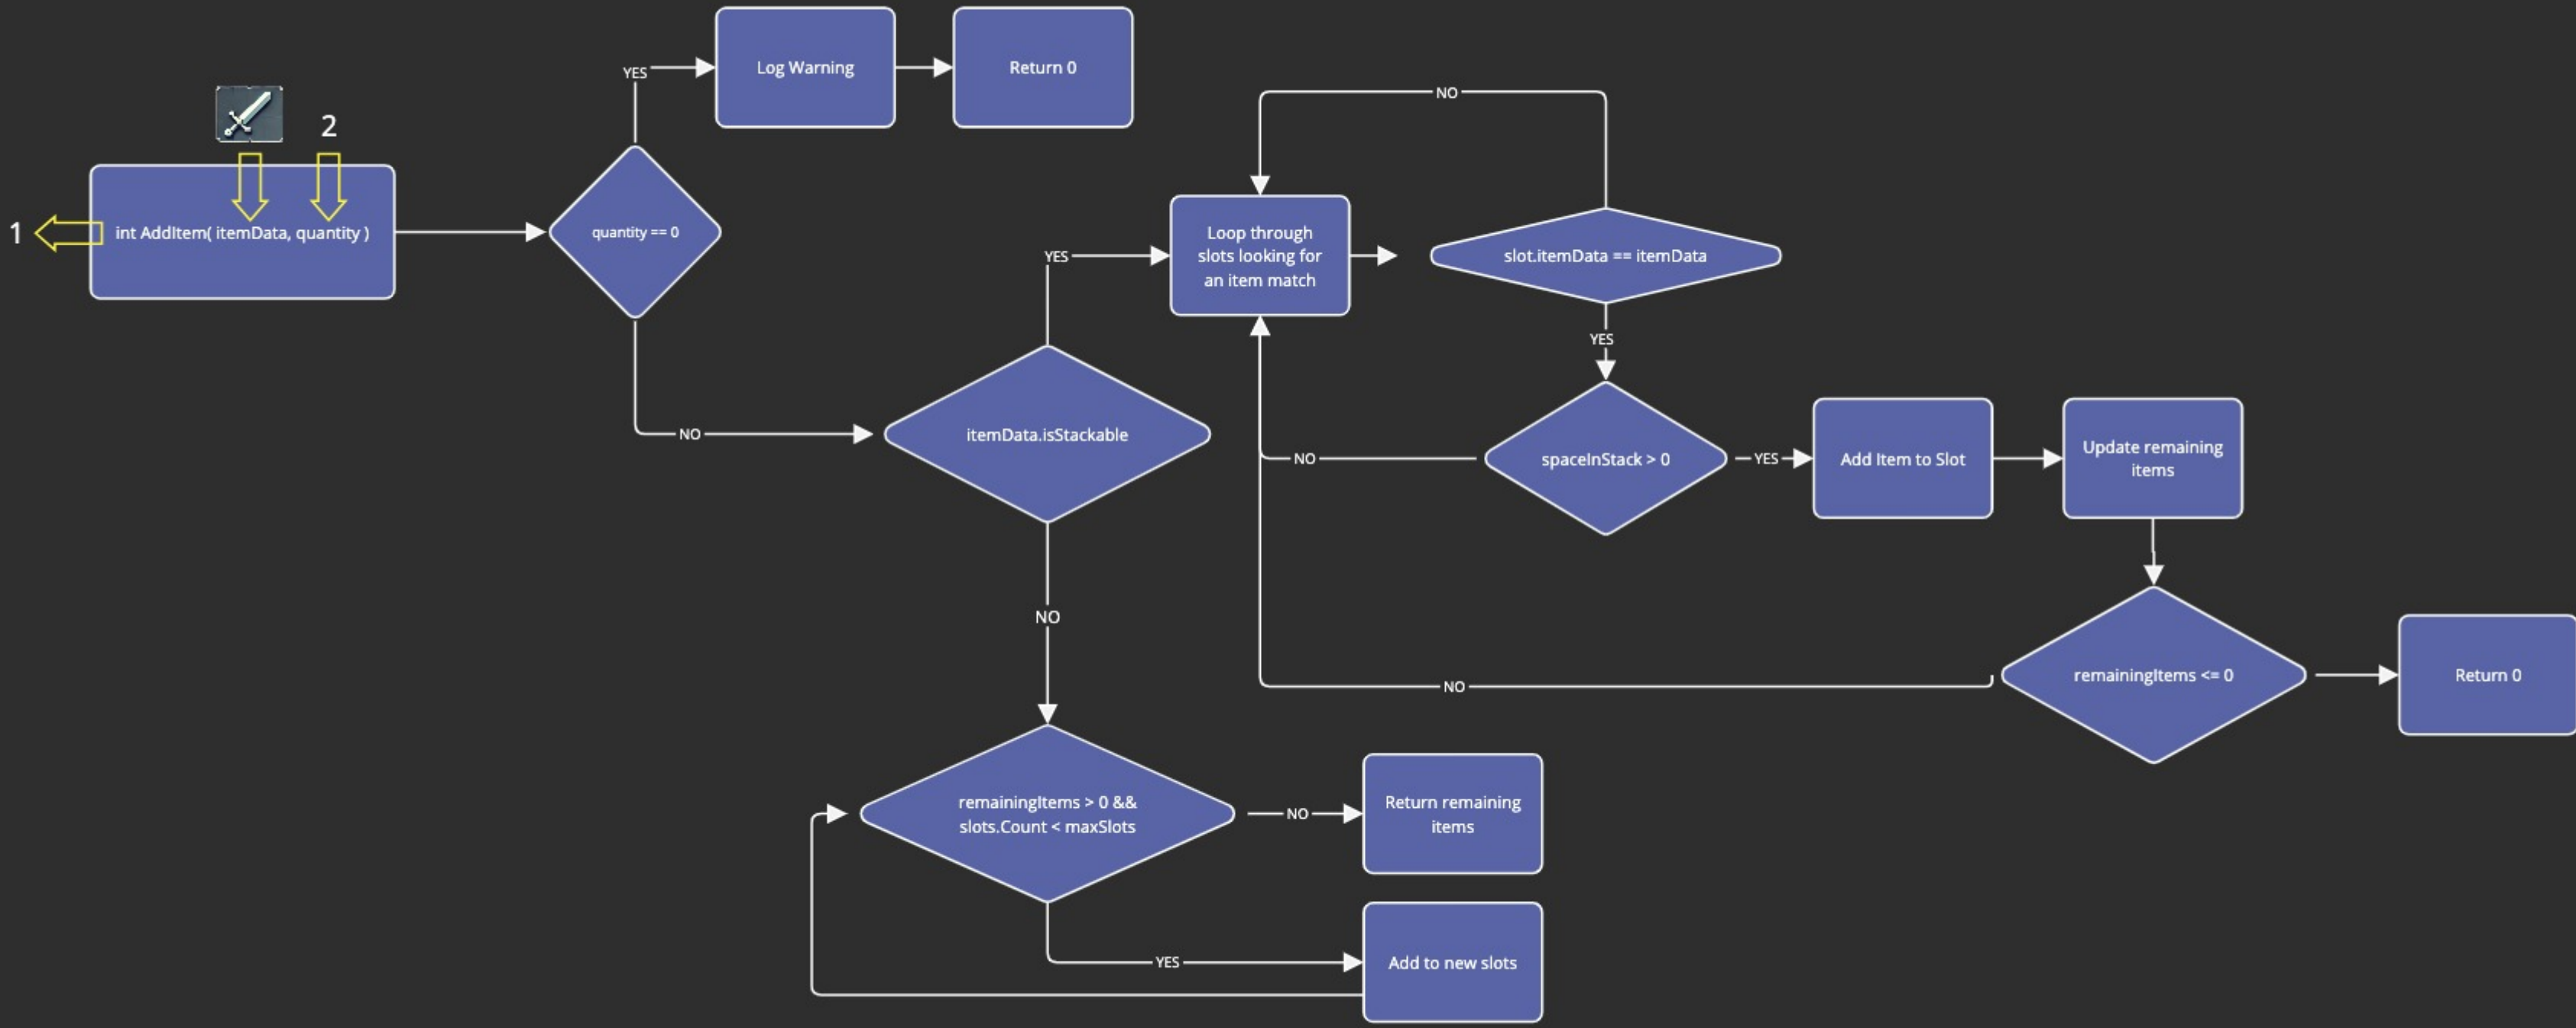 YES
Log Warning
Return 0
NO
2
1
int AddItem( itemData, quantity )
quantity == 0
YES
Loop through
slots looking for
an item match
slot.itemData == itemData
YES
NO
itemData.isStackable
NO
spaceInStack > 0
YES
Add Item to Slot
Update remaining
items
NO
NO
remainingItems <= 0
Return 0
remainingItems > 0 &&
slots.Count < maxSlots
NO
Return remaining
items
YES
Add to new slots